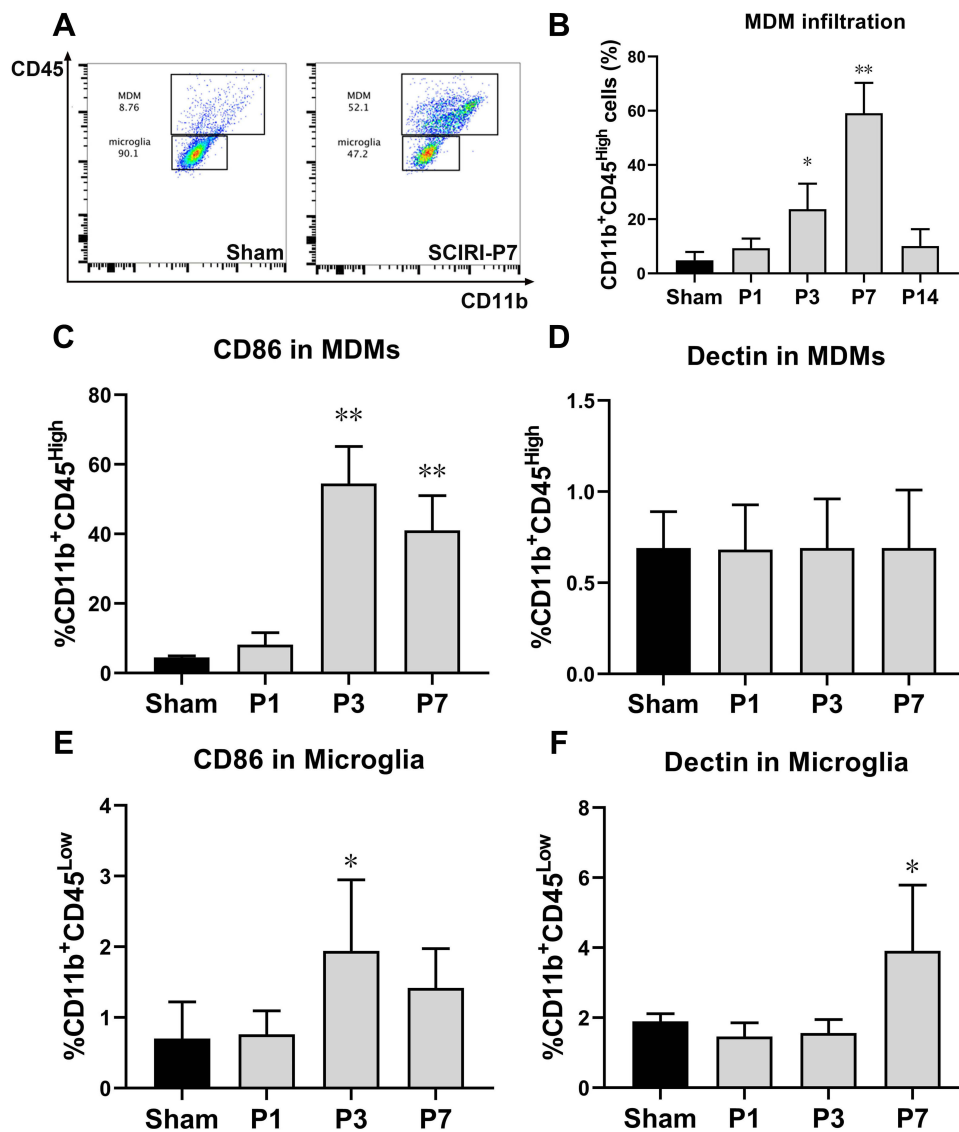 A
CD45
MDM
8.76
microglia
90.1
Sham
MDM
52.1
microglia
47.2
SCIRI-P7
CD11b
B
MDM infiltration
CD11b+CD45High cells (%)
80
60
40
20
0
*
**
Sham P1 P3 P7 P14
C
CD86 in MDMs
%CD11b+CD45High
80
60
40
20
0
**
**
Sham P1 P3 P7
D
Dectin in MDMs
%CD11b+CD45High
1.5
1.0
0.5
0.0
Sham P1 P3 P7
E
CD86 in Microglia
%CD11b+CD45Low
4
3
2
1
0
*
Sham P1 P3 P7
F
Dectin in Microglia
%CD11b+CD45Low
8
6
4
2
0
*
Sham P1 P3 P7